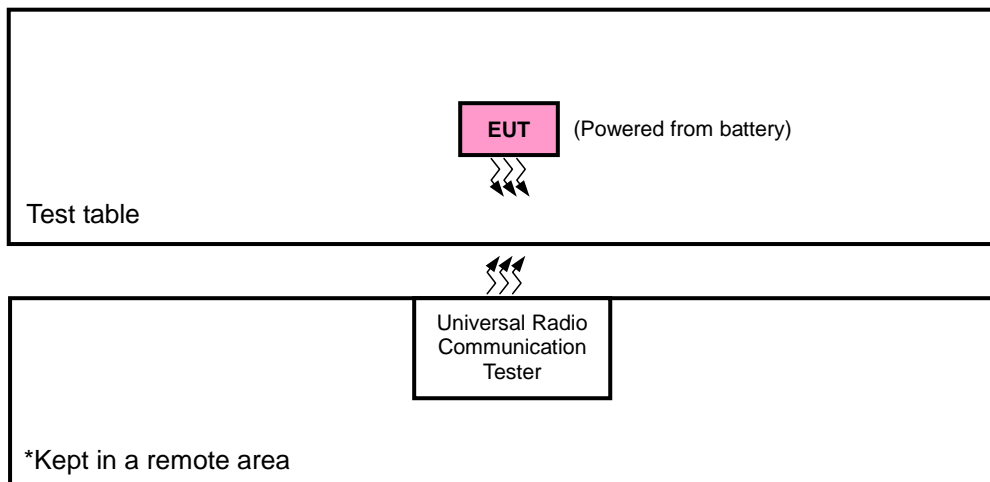 EUT
(Powered from battery)
Test table
Universal Radio
Communication
Tester
*Kept in a remote area